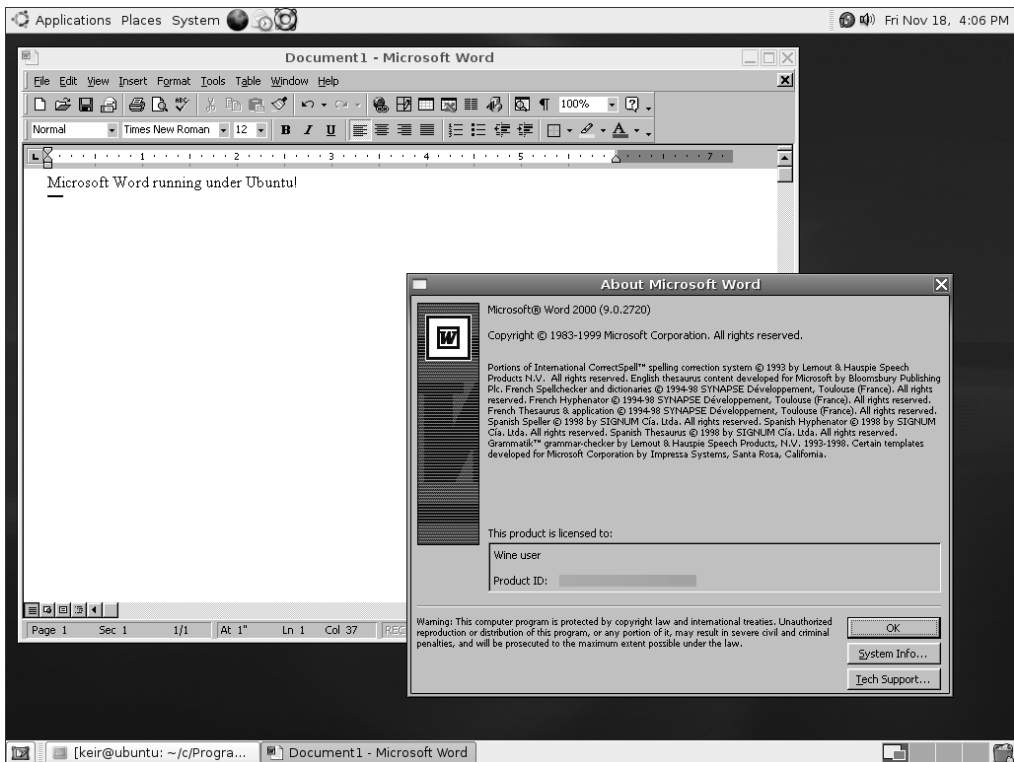 Applications Places System
Fri Nov 18, 4:06 PM
Document1 - Microsoft Word
File Edit View Insert Format Tools Table Window Help
100%
Normal Times New Roman 12 B I U A
1 2 3 4 5 7
Microsoft Word running under Ubuntu!
About Microsoft Word
Microsoft® Word 2000 (9.0.2720)
Copyright © 1983-1999 Microsoft Corporation. All rights reserved.
Portions of International CorrectSpell™ spelling correction system © 1993 by Lernout & Hauspie Speech
Products N.V. All rights reserved. English thesaurus content developed for Microsoft by Bloomsbury Publishing
Plc. French Spellchecker and dictionaries © 1994-98 SYNAPSE Développement, Toulouse (France). All rights
reserved. French Hyphenator © 1994-98 SYNAPSE Développement, Toulouse (France). All rights reserved.
French Thesaurus & application © 1994-98 SYNAPSE Développement, Toulouse (France). All rights reserved.
Spanish Speller © 1998 by SIGNUM Cía. Ltda. All rights reserved. Spanish Hyphenator © 1998 by SIGNUM
Cía. Ltda. All rights reserved. Spanish Thesaurus © 1998 by SIGNUM Cía. Ltda. All rights reserved.
Grammatik™ grammar-checker by Lernout & Hauspie Speech Products, N.V. 1993-1998. Certain templates
developed for Microsoft Corporation by Impressa Systems, Santa Rosa, California.
This product is licensed to:
Wine user
Product ID:
Warning: This computer program is protected by copyright law and international treaties. Unauthorized
reproduction or distribution of this program, or any portion of it, may result in severe civil and criminal
penalties, and will be prosecuted to the maximum extent possible under the law.
OK
System Info...
Tech Support...
Page 1 Sec 1 1/1 At 1" Ln 1 Col 37 REC
[keir@ubuntu: ~/c/Progra... Document1 - Microsoft Word